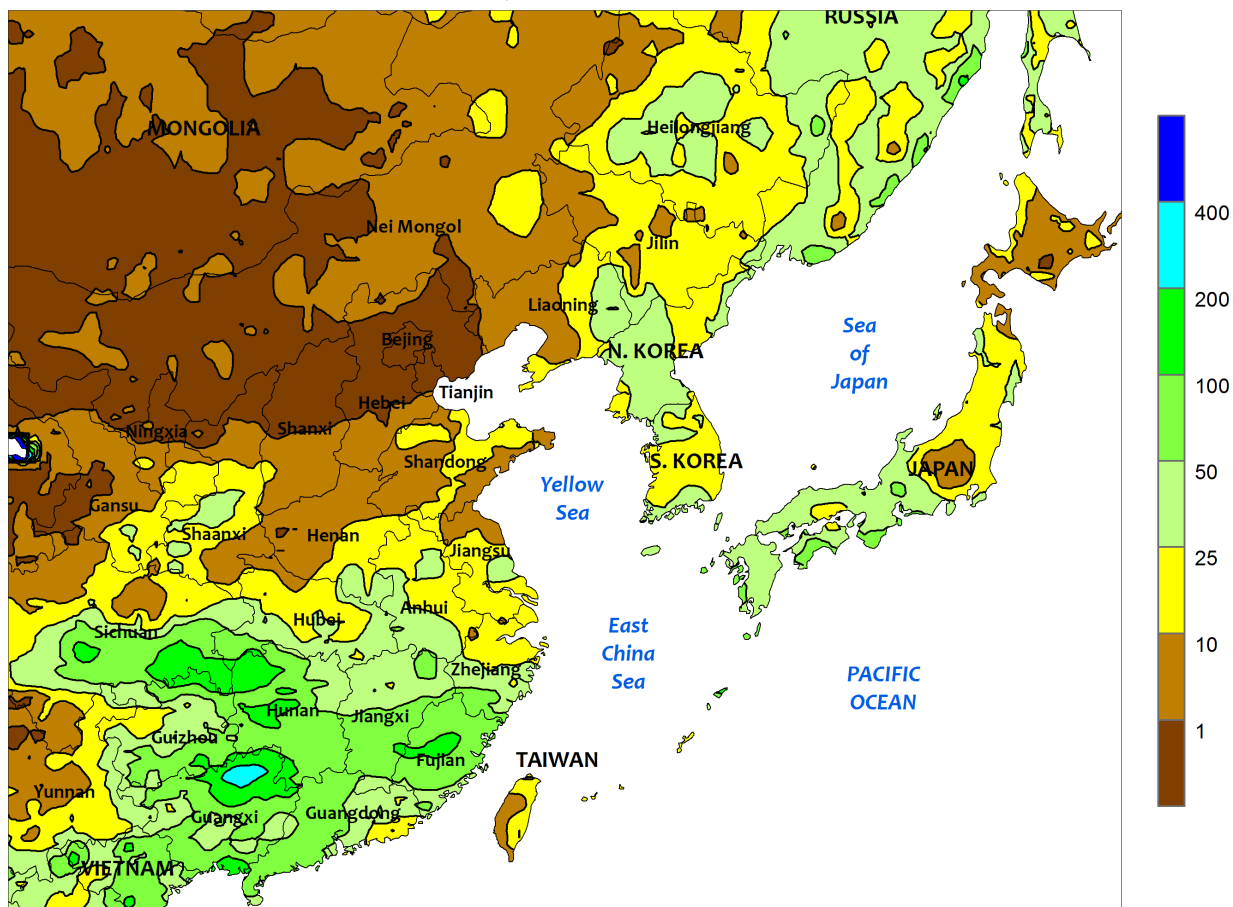 RUSSIA
MONGOLIA
Heilongjiang
Nei Mongol
Jilin
Liaoning
Bejing
N. KOREA
Sea
of
Japan
Tianjin
Hebei
Shanxi
Ningxia
Shandong
S. KOREA
JAPAN
Yellow
Sea
Gansu
Shaanxi
Henan
Jiangsu
Anhui
Hubei
Sichuan
East
China
Sea
Zhejiang
PACIFIC
OCEAN
Hunan
Jiangxi
Guizhou
Fujian
TAIWAN
Yunnan
Guangxi
Guangdong
VIETNAM
400
200
100
50
25
10
1